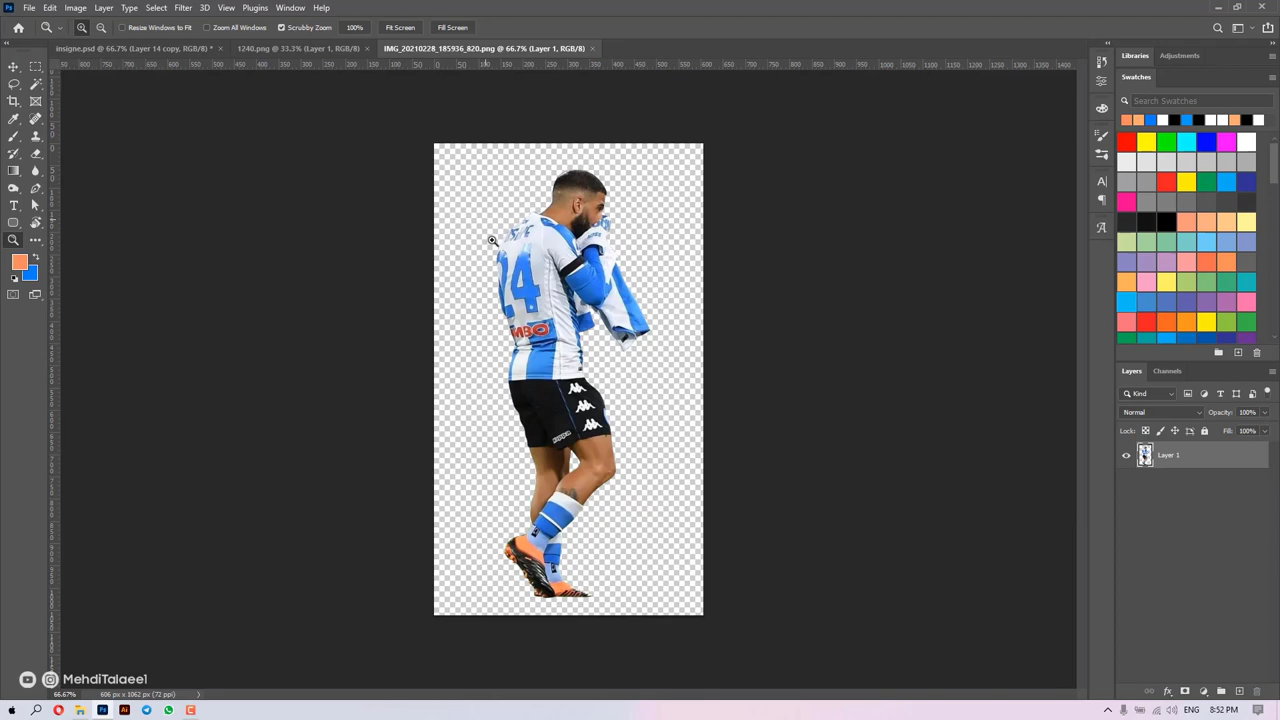 File Edit Image Layer Type Select Filter 3D View Plugins Window Help
Resize Windows to Fit Zoom All Windows Scrubby Zoom 100% Fit Screen Fill Screen
insigne.psd @ 66.7% (Layer 14 copy, RGB/8) * × 1240.png @ 33.3% (Layer 1, RGB/8) × IMG_20210228_185936_820.png @ 66.7% (Layer 1, RGB/8) ×
Libraries Adjustments
Swatches
Search Swatches
24
kappa
Layers Channels
Kind
Normal Opacity: 100%
Lock: Fill: 100%
Layer 1
MehdiTalaee1
66.67% 606 px x 1062 px (72 ppi)
Ps Ai ENG 8:52 PM